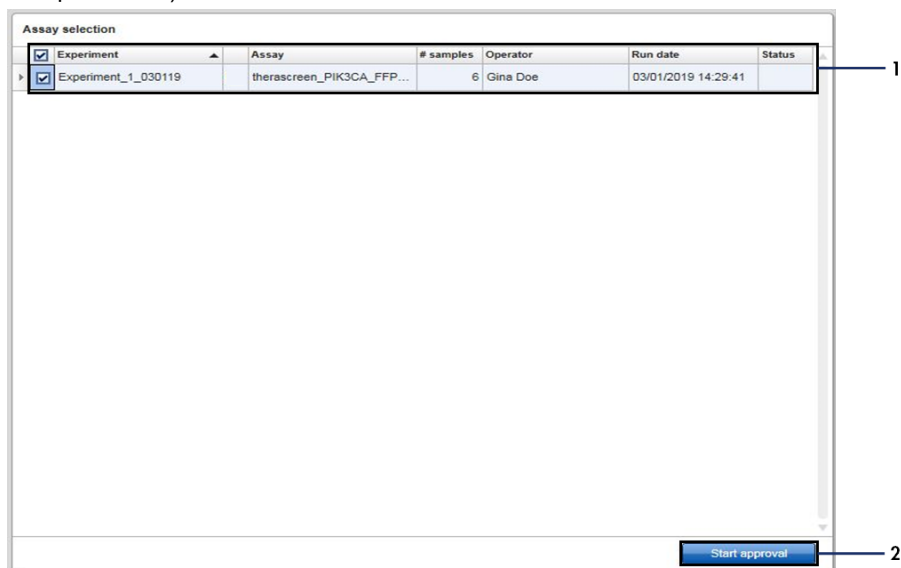 Assay selection
Experiment Assay # samples Operator Run date Status
Experiment_1_030119 therascreen_PIK3CA_FFP... 6 Gina Doe 03/01/2019 14:29:41
1
Start approval
2